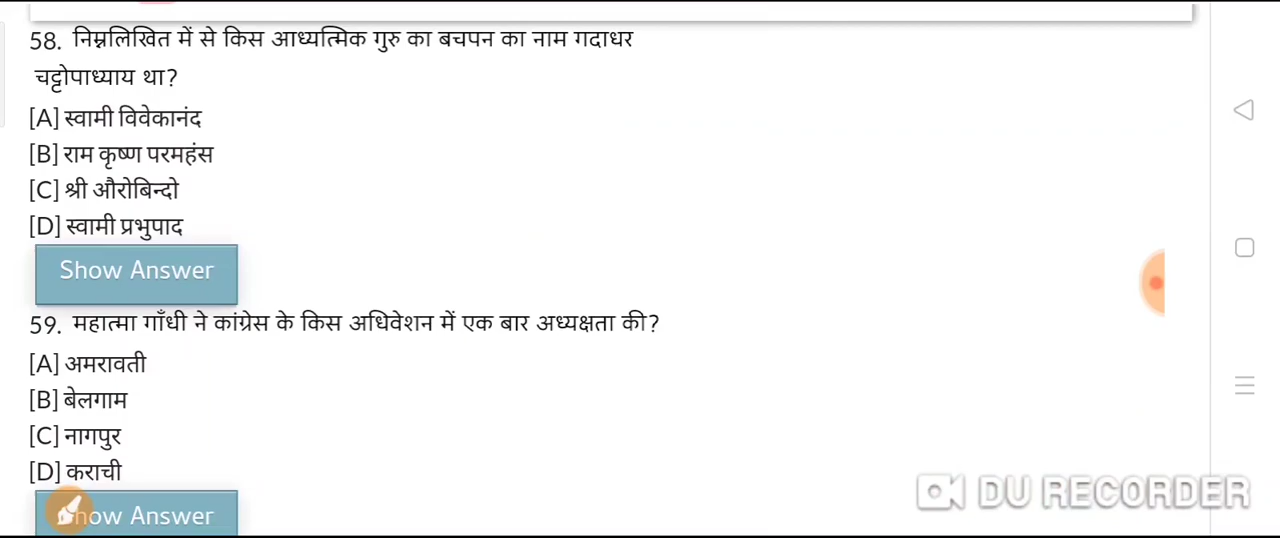 58. निम्नलिखित में से किस आध्यत्मिक गुरु का बचपन का नाम गदाधर
चट्टोपाध्याय था?
[A] स्वामी विवेकानंद
[B] राम कृष्ण परमहंस
[C] श्री औरोबिन्दो
[D] स्वामी प्रभुपाद
Show Answer
59. महात्मा गाँधी ने कांग्रेस के किस अधिवेशन में एक बार अध्यक्षता की?
[A] अमरावती
[B] बेलगाम
[C] नागपुर
[D] कराची
Show Answer
DU RECORDER